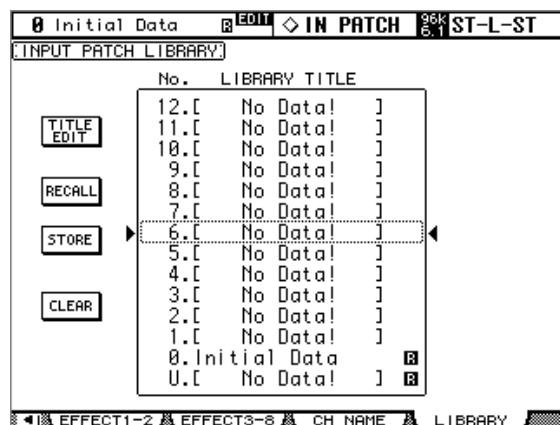 0 Initial Data R EDIT ◇ IN PATCH 96k 6.1 ST-L-ST
INPUT PATCH LIBRARY
No. LIBRARY TITLE
12.[ No Data! ]
11.[ No Data! ]
10.[ No Data! ]
9.[ No Data! ]
8.[ No Data! ]
7.[ No Data! ]
6.[ No Data! ]
5.[ No Data! ]
4.[ No Data! ]
3.[ No Data! ]
2.[ No Data! ]
1.[ No Data! ]
0.Initial Data R
U.[ No Data! ] R
TITLE
EDIT
RECALL
STORE
CLEAR
EFFECT1-2 EFFECT3-8 CH NAME LIBRARY